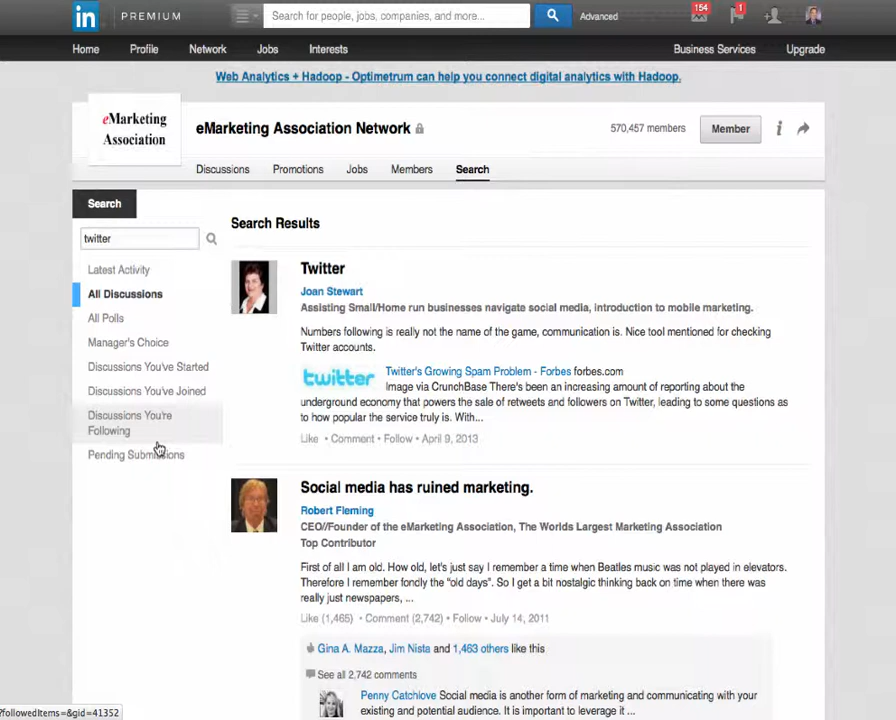 in PREMIUM Search for people, jobs, companies, and more... Advanced 154 1
Home Profile Network Jobs Interests Business Services Upgrade
Web Analytics + Hadoop - Optimetrum can help you connect digital analytics with Hadoop.
eMarketing
Association
eMarketing Association Network 570,457 members Member i
Discussions Promotions Jobs Members Search
Search
twitter
Latest Activity
All Discussions
All Polls
Manager's Choice
Discussions You've Started
Discussions You've Joined
Discussions You're
Following
Pending Submissions
Search Results
Twitter
Joan Stewart
Assisting Small/Home run businesses navigate social media, introduction to mobile marketing.
Numbers following is really not the name of the game, communication is. Nice tool mentioned for checking
Twitter accounts.
twitter
Twitter's Growing Spam Problem - Forbes forbes.com
Image via CrunchBase There's been an increasing amount of reporting about the
underground economy that powers the sale of retweets and followers on Twitter, leading to some questions as
to how popular the service truly is. With...
Like • Comment • Follow • April 9, 2013
Social media has ruined marketing.
Robert Fleming
CEO//Founder of the eMarketing Association, The Worlds Largest Marketing Association
Top Contributor
First of all I am old. How old, let's just say I remember a time when Beatles music was not played in elevators.
Therefore I remember fondly the "old days". So I get a bit nostalgic thinking back on time when there was
really just newspapers, ...
Like (1,465) • Comment (2,742) • Follow • July 14, 2011
Gina A. Mazza, Jim Nista and 1,463 others like this
See all 2,742 comments
Penny Catchlove Social media is another form of marketing and communicating with your
existing and potential audience. It is important to leverage it ...
?followedItems=&gid=41352